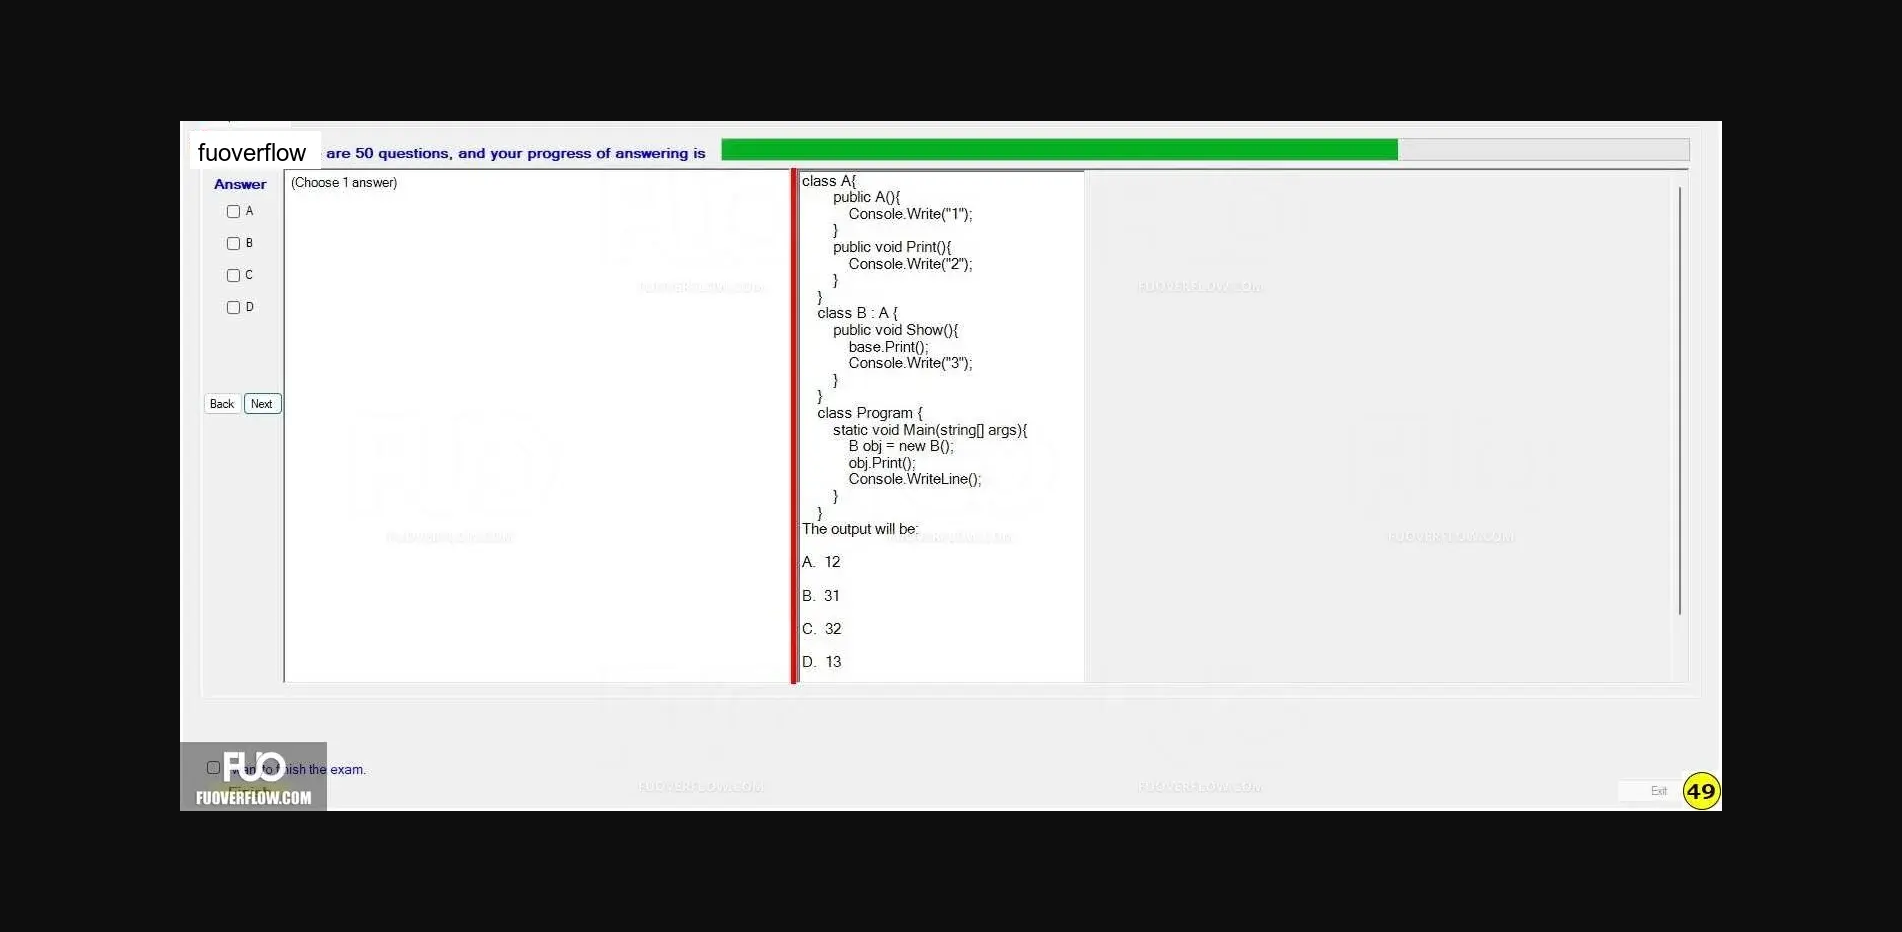 fuoverflow are 50 questions, and your progress of answering is
Answer
A
B
C
D
Back Next
(Choose 1 answer)
class A{
public A(){
Console.Write("1");
}
public void Print(){
Console.Write("2");
}
}
class B : A {
public void Show(){
base.Print();
Console.Write("3");
}
}
class Program {
static void Main(string[] args){
B obj = new B();
obj.Print();
Console.WriteLine();
}
}
The output will be:
A. 12
B. 31
C. 32
D. 13
FUOVERFLOW.COM
FUOVERFLOW.COM
FUOVERFLOW.COM
FUOVERFLOW.COM
FUOVERFLOW.COM
FUO
to finish the exam.
FUOVERFLOW.COM
FUOVERFLOW.COM
FUOVERFLOW.COM
Exit
49